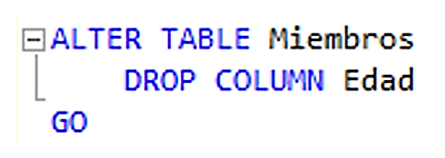 ALTER TABLE Miembros
DROP COLUMN Edad
GO